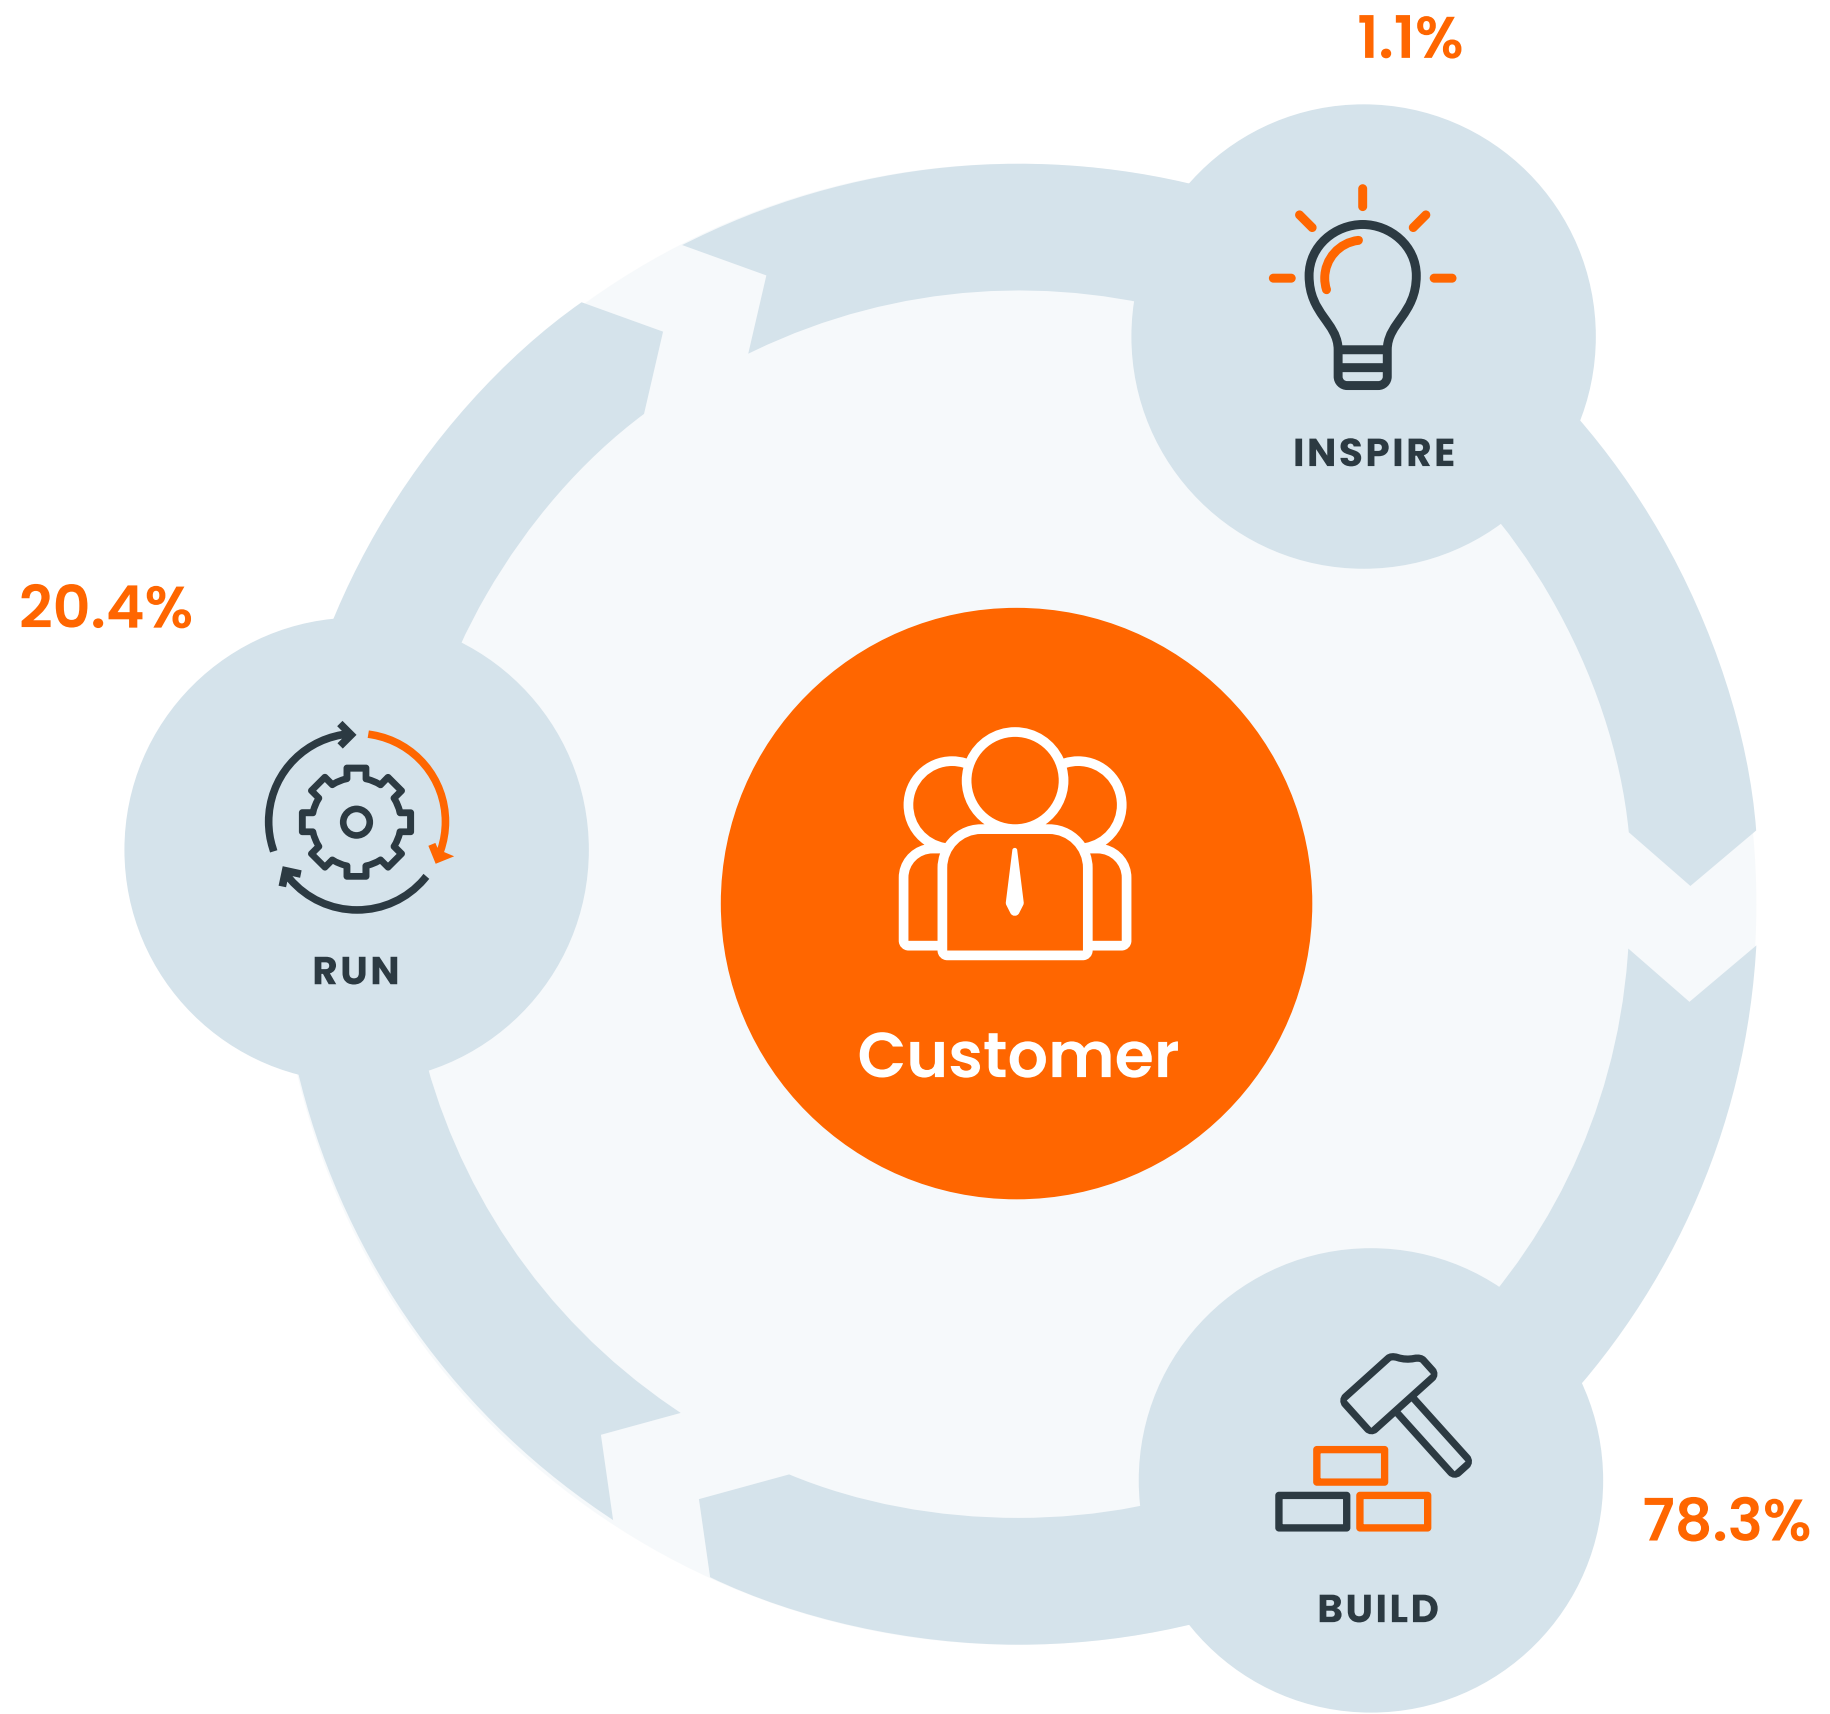 1.1%
INSPIRE
20.4%
RUN
Customer
78.3%
BUILD